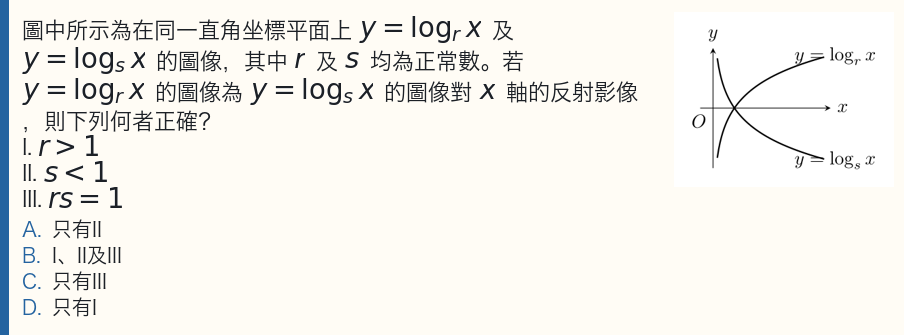 圖中所示為在同一直角坐標平面上 y = log_r x 及
y = log_s x 的圖像，其中 r 及 s 均為正常數。若
y = log_r x 的圖像為 y = log_s x 的圖像對 x 軸的反射影像
，則下列何者正確？
I. r > 1
II. s < 1
III. rs = 1
A. 只有II
B. I、II及III
C. 只有III
D. 只有I
y
y = log_r x
x
O
y = log_s x